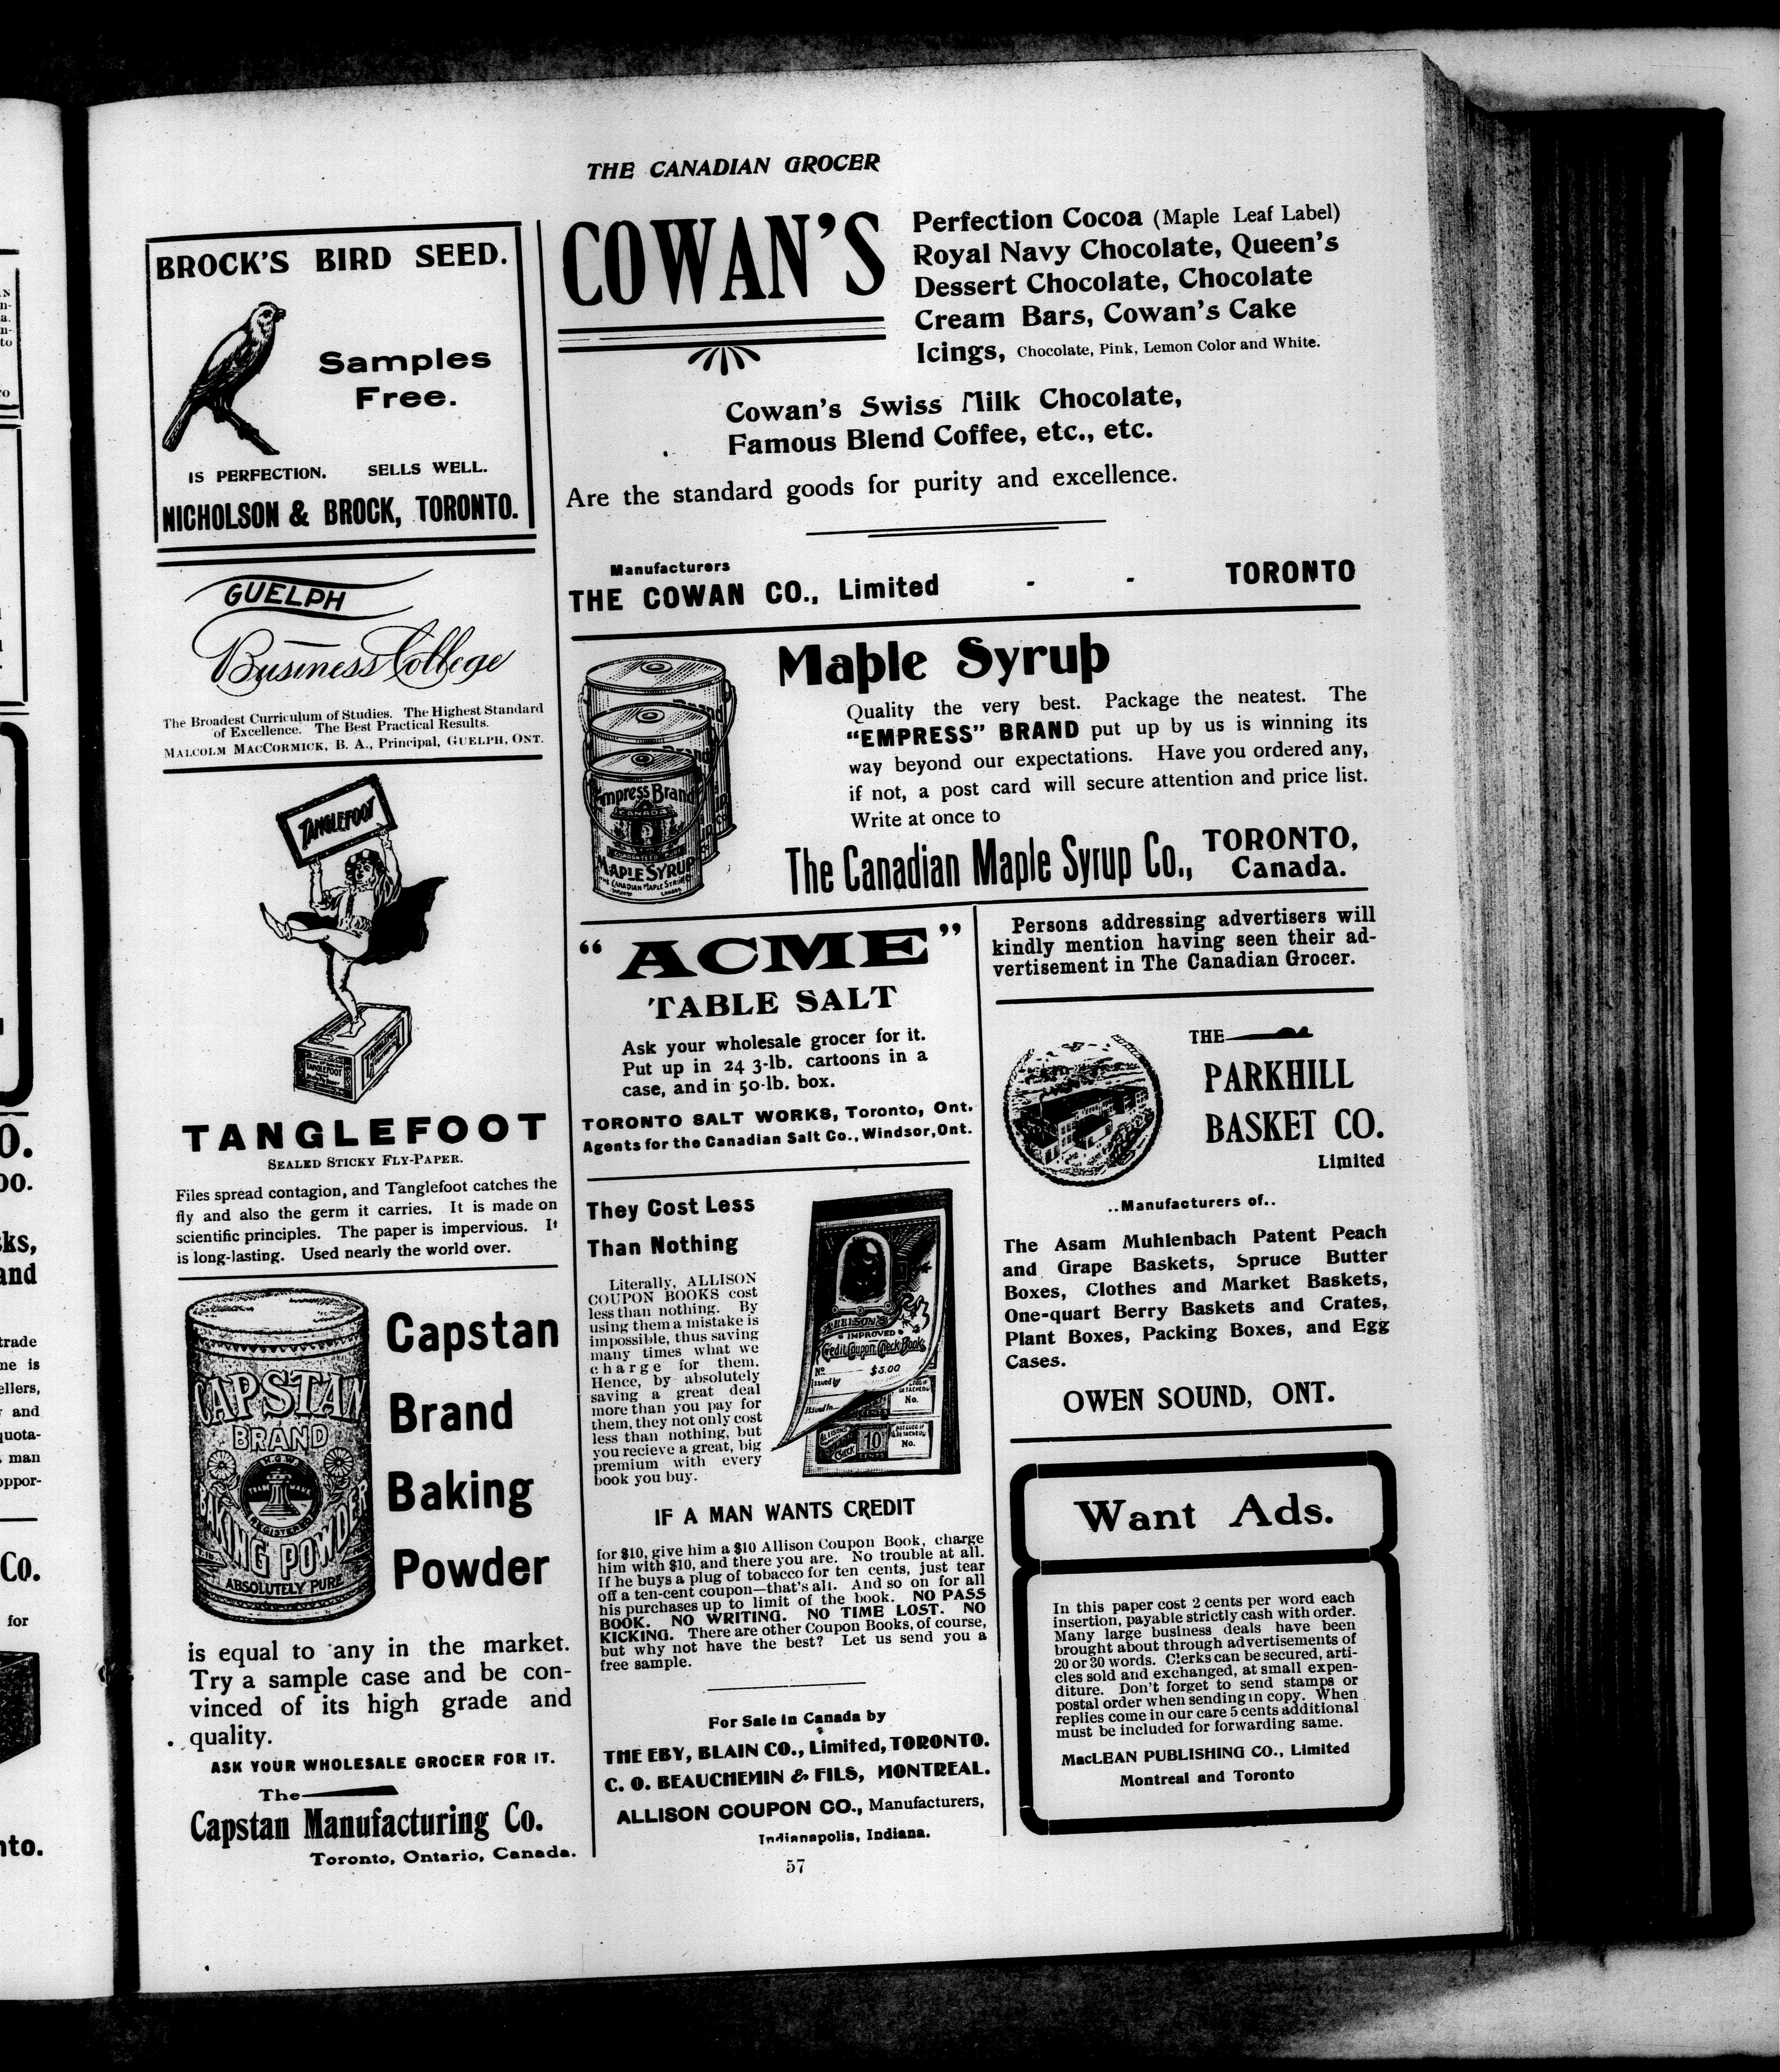 THE CANADIAN GROCER
BROCK'S BIRD SEED.
Samples
Free.
IS PERFECTION. SELLS WELL.
NICHOLSON & BROCK, TORONTO.
GUELPH
Business College
The Broadest Curriculum of Studies. The Highest Standard
of Excellence. The Best Practical Results.
MALCOLM MACCORMICK, B. A., Principal, GUELPH, ONT.
TANGLEFOOT
TANGLEFOOT
TANGLEFOOT
SEALED STICKY FLY-PAPER.
Files spread contagion, and Tanglefoot catches the
fly and also the germ it carries. It is made on
scientific principles. The paper is impervious. It
is long-lasting. Used nearly the world over.
CAPSTAN
BRAND
H.G.W.
TRADE MARK
REGISTERED
BAKING POWDER
ABSOLUTELY PURE
Capstan
Brand
Baking
Powder
is equal to any in the market.
Try a sample case and be con-
vinced of its high grade and
quality.
ASK YOUR WHOLESALE GROCER FOR IT.
The
Capstan Manufacturing Co.
Toronto, Ontario, Canada.
COWAN'S
Perfection Cocoa (Maple Leaf Label)
Royal Navy Chocolate, Queen's
Dessert Chocolate, Chocolate
Cream Bars, Cowan's Cake
Icings, Chocolate, Pink, Lemon Color and White.
Cowan's Swiss Milk Chocolate,
Famous Blend Coffee, etc., etc.
Are the standard goods for purity and excellence.
Manufacturers
THE COWAN CO., Limited - - TORONTO
Empress Brand
CANADA
GUARANTEED PURE
MAPLE SYRUP
THE CANADIAN MAPLE SYRUP
Maple Syrup
Quality the very best. Package the neatest. The
"EMPRESS" BRAND put up by us is winning its
way beyond our expectations. Have you ordered any,
if not, a post card will secure attention and price list.
Write at once to
The Canadian Maple Syrup Co., TORONTO,
Canada.
"ACME"
TABLE SALT
Ask your wholesale grocer for it.
Put up in 24 3-lb. cartoons in a
case, and in 50-lb. box.
TORONTO SALT WORKS, Toronto, Ont.
Agents for the Canadian Salt Co., Windsor, Ont.
They Cost Less
Than Nothing
Literally, ALLISON
COUPON BOOKS cost
less than nothing. By
using them a mistake is
impossible, thus saving
many times what we
charge for them.
Hence, by absolutely
saving a great deal
more than you pay for
them, they not only cost
less than nothing, but
you recieve a great, big
premium with every
book you buy.
ALLISON'S
IMPROVED
Credit Coupon Check Book
No. $5.00
Issued by
Issued to
No.
10
No.
IF A MAN WANTS CREDIT
for $10, give him a $10 Allison Coupon Book, charge
him with $10, and there you are. No trouble at all.
If he buys a plug of tobacco for ten cents, just tear
off a ten-cent coupon—that's all. And so on for all
his purchases up to limit of the book. NO PASS
BOOK. NO WRITING. NO TIME LOST. NO
KICKING. There are other Coupon Books, of course,
but why not have the best? Let us send you a
free sample.
For Sale in Canada by
THE EBY, BLAIN CO., Limited, TORONTO.
C. O. BEAUCHEMIN & FILS, MONTREAL.
ALLISON COUPON CO., Manufacturers,
Indianapolis, Indiana.
Persons addressing advertisers will
kindly mention having seen their ad-
vertisement in The Canadian Grocer.
THE
PARKHILL
BASKET CO.
Limited
..Manufacturers of..
The Asam Muhlenbach Patent Peach
and Grape Baskets, Spruce Butter
Boxes, Clothes and Market Baskets,
One-quart Berry Baskets and Crates,
Plant Boxes, Packing Boxes, and Egg
Cases.
OWEN SOUND, ONT.
Want Ads.
In this paper cost 2 cents per word each
insertion, payable strictly cash with order.
Many large business deals have been
brought about through advertisements of
20 or 30 words. Clerks can be secured, arti-
cles sold and exchanged, at small expen-
diture. Don't forget to send stamps or
postal order when sending in copy. When
replies come in our care 5 cents additional
must be included for forwarding same.
MacLEAN PUBLISHING CO., Limited
Montreal and Toronto
57